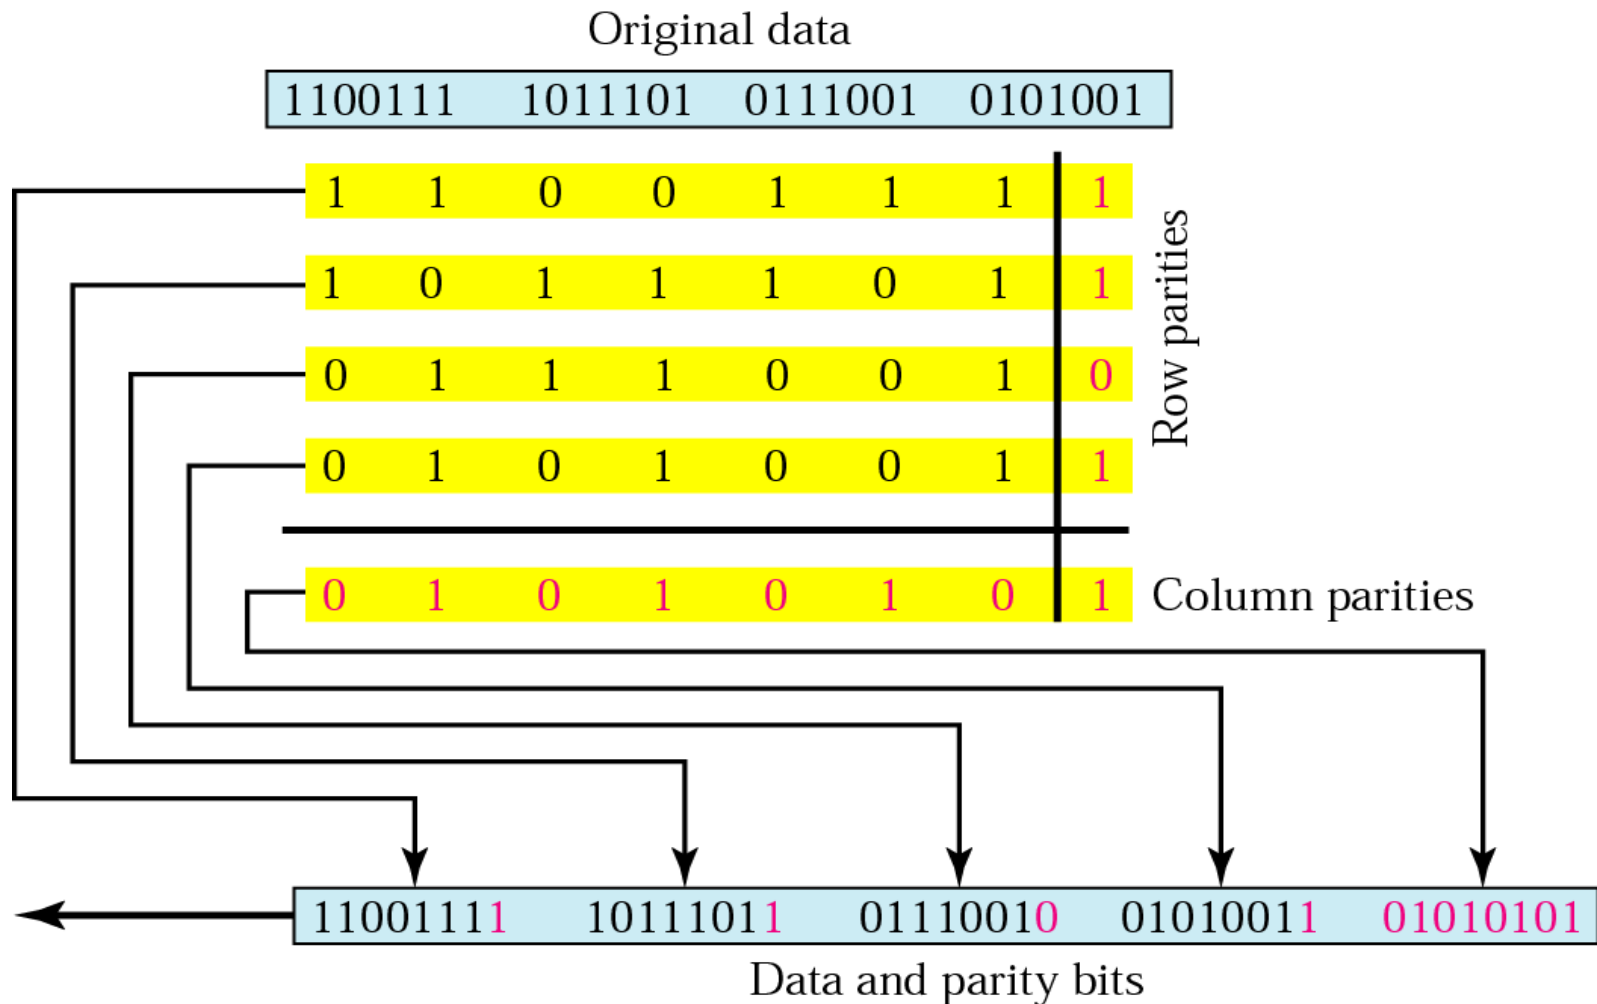 Original data
1100111 1011101 0111001 0101001
1 1 0 0 1 1 1 1
1 0 1 1 1 0 1 1
0 1 1 1 0 0 1 0
0 1 0 1 0 0 1 1
Row parities
0 1 0 1 0 1 0 1 Column parities
11001111 10111011 01110010 01010011 01010101
Data and parity bits